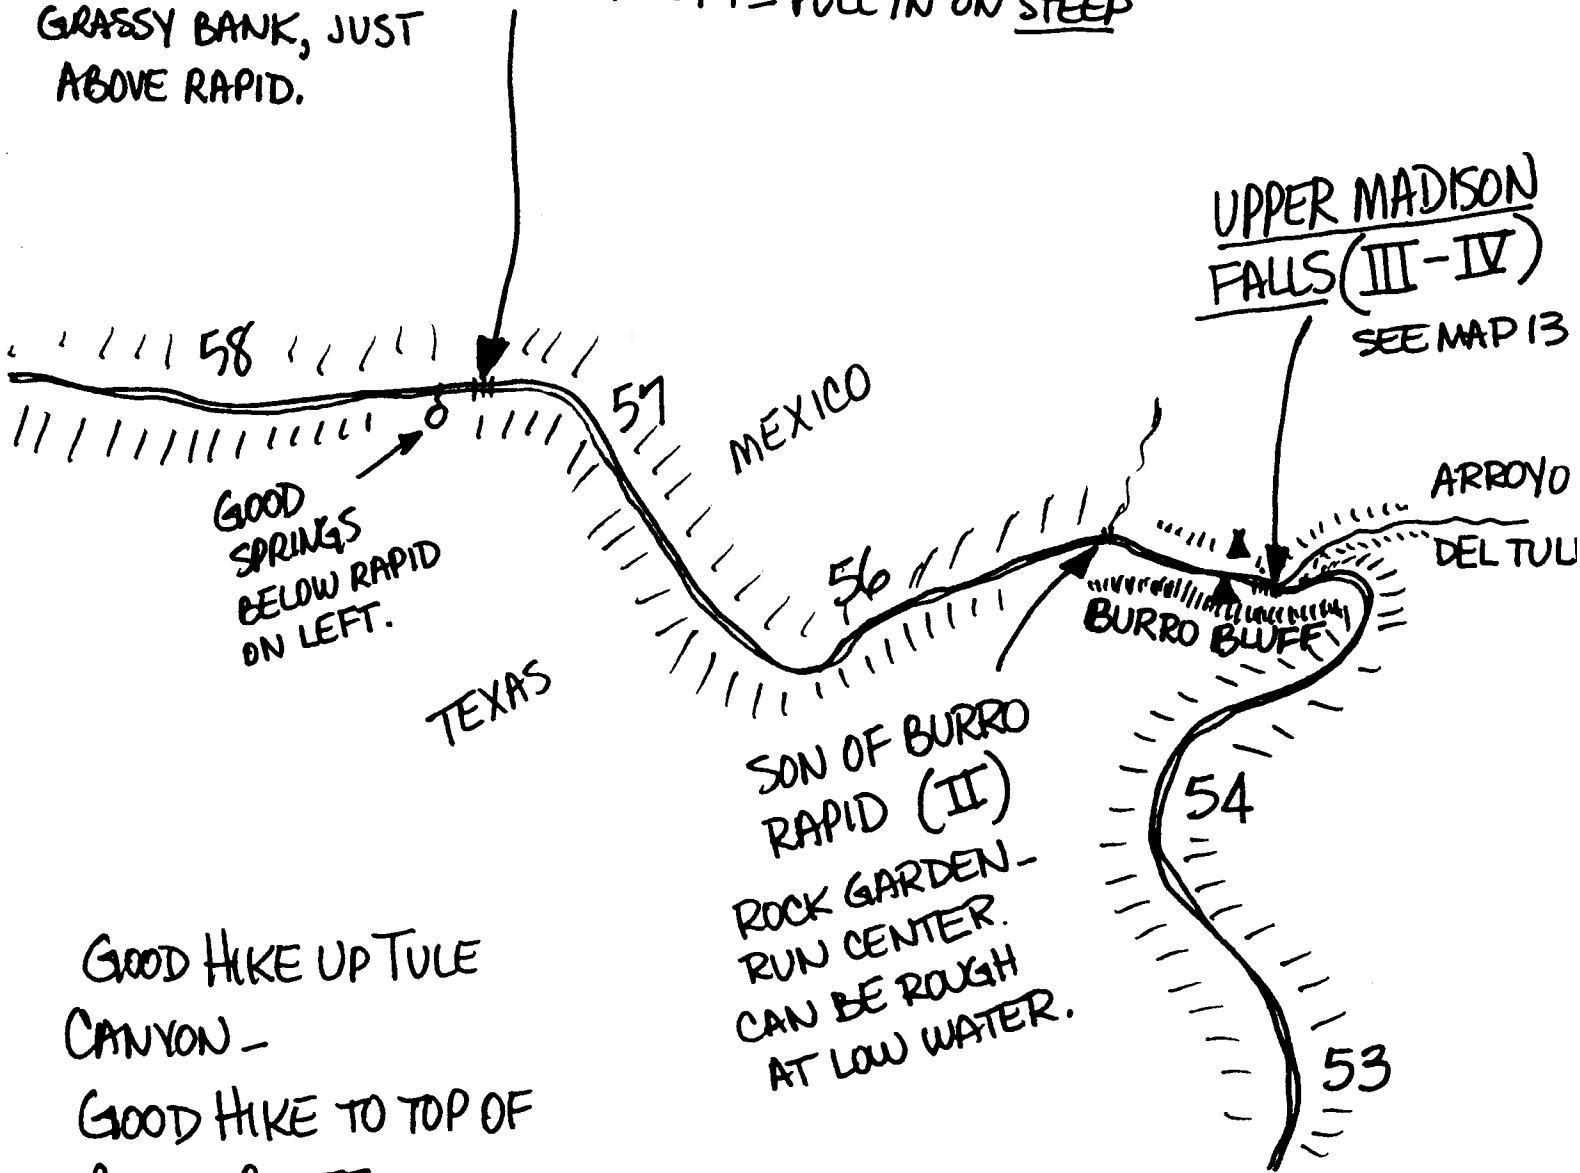 PULL IN ON STEEP
GRASSY BANK, JUST
ABOVE RAPID.
UPPER MADISON
FALLS (III-IV)
SEE MAP 13
58
57
MEXICO
ARROYO
DEL TULE
GOOD
SPRINGS
BELOW RAPID
ON LEFT.
56
BURRO BLUFF
TEXAS
SON OF BURRO
RAPID (II)
ROCK GARDEN-
RUN CENTER.
CAN BE ROUGH
AT LOW WATER.
54
53
GOOD HIKE UP TULE
CANYON-
GOOD HIKE TO TOP OF